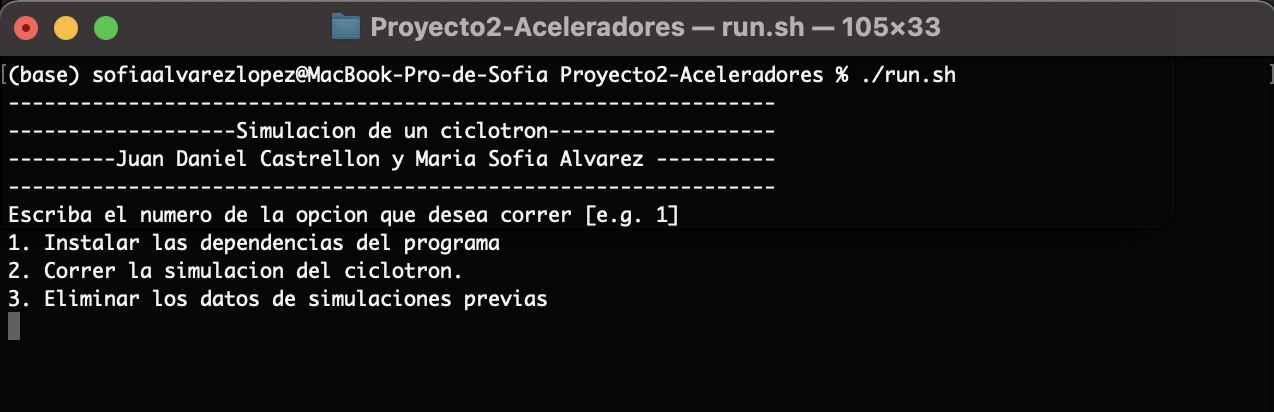 Proyecto2-Aceleradores — run.sh — 105×33
(base) sofiaalvarezlopez@MacBook-Pro-de-Sofia Proyecto2-Aceleradores % ./run.sh
----------------------------------------------------------------
-------------------Simulacion de un ciclotron-------------------
---------Juan Daniel Castrellon y Maria Sofia Alvarez ----------
----------------------------------------------------------------
Escriba el numero de la opcion que desea correr [e.g. 1]
1. Instalar las dependencias del programa
2. Correr la simulacion del ciclotron.
3. Eliminar los datos de simulaciones previas